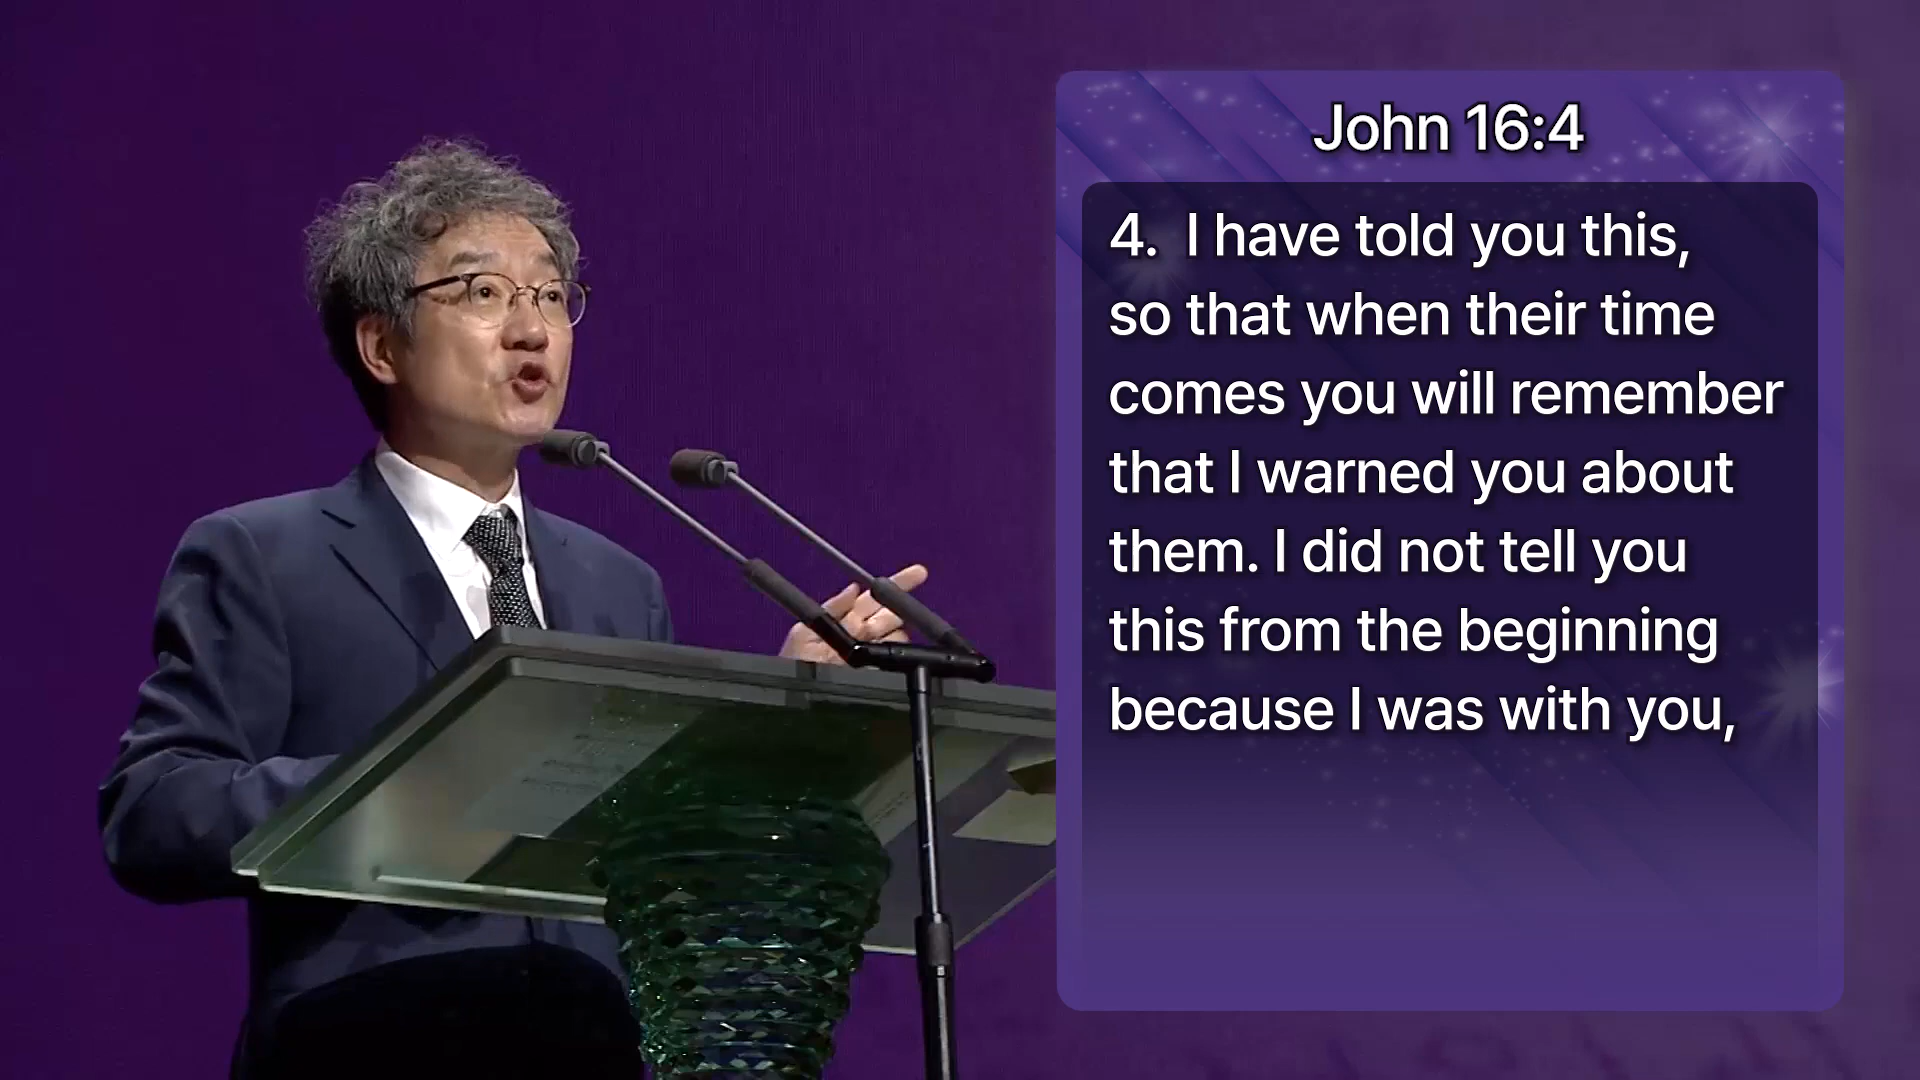 John 16:4
4. I have told you this,
so that when their time
comes you will remember
that I warned you about
them. I did not tell you
this from the beginning
because I was with you,